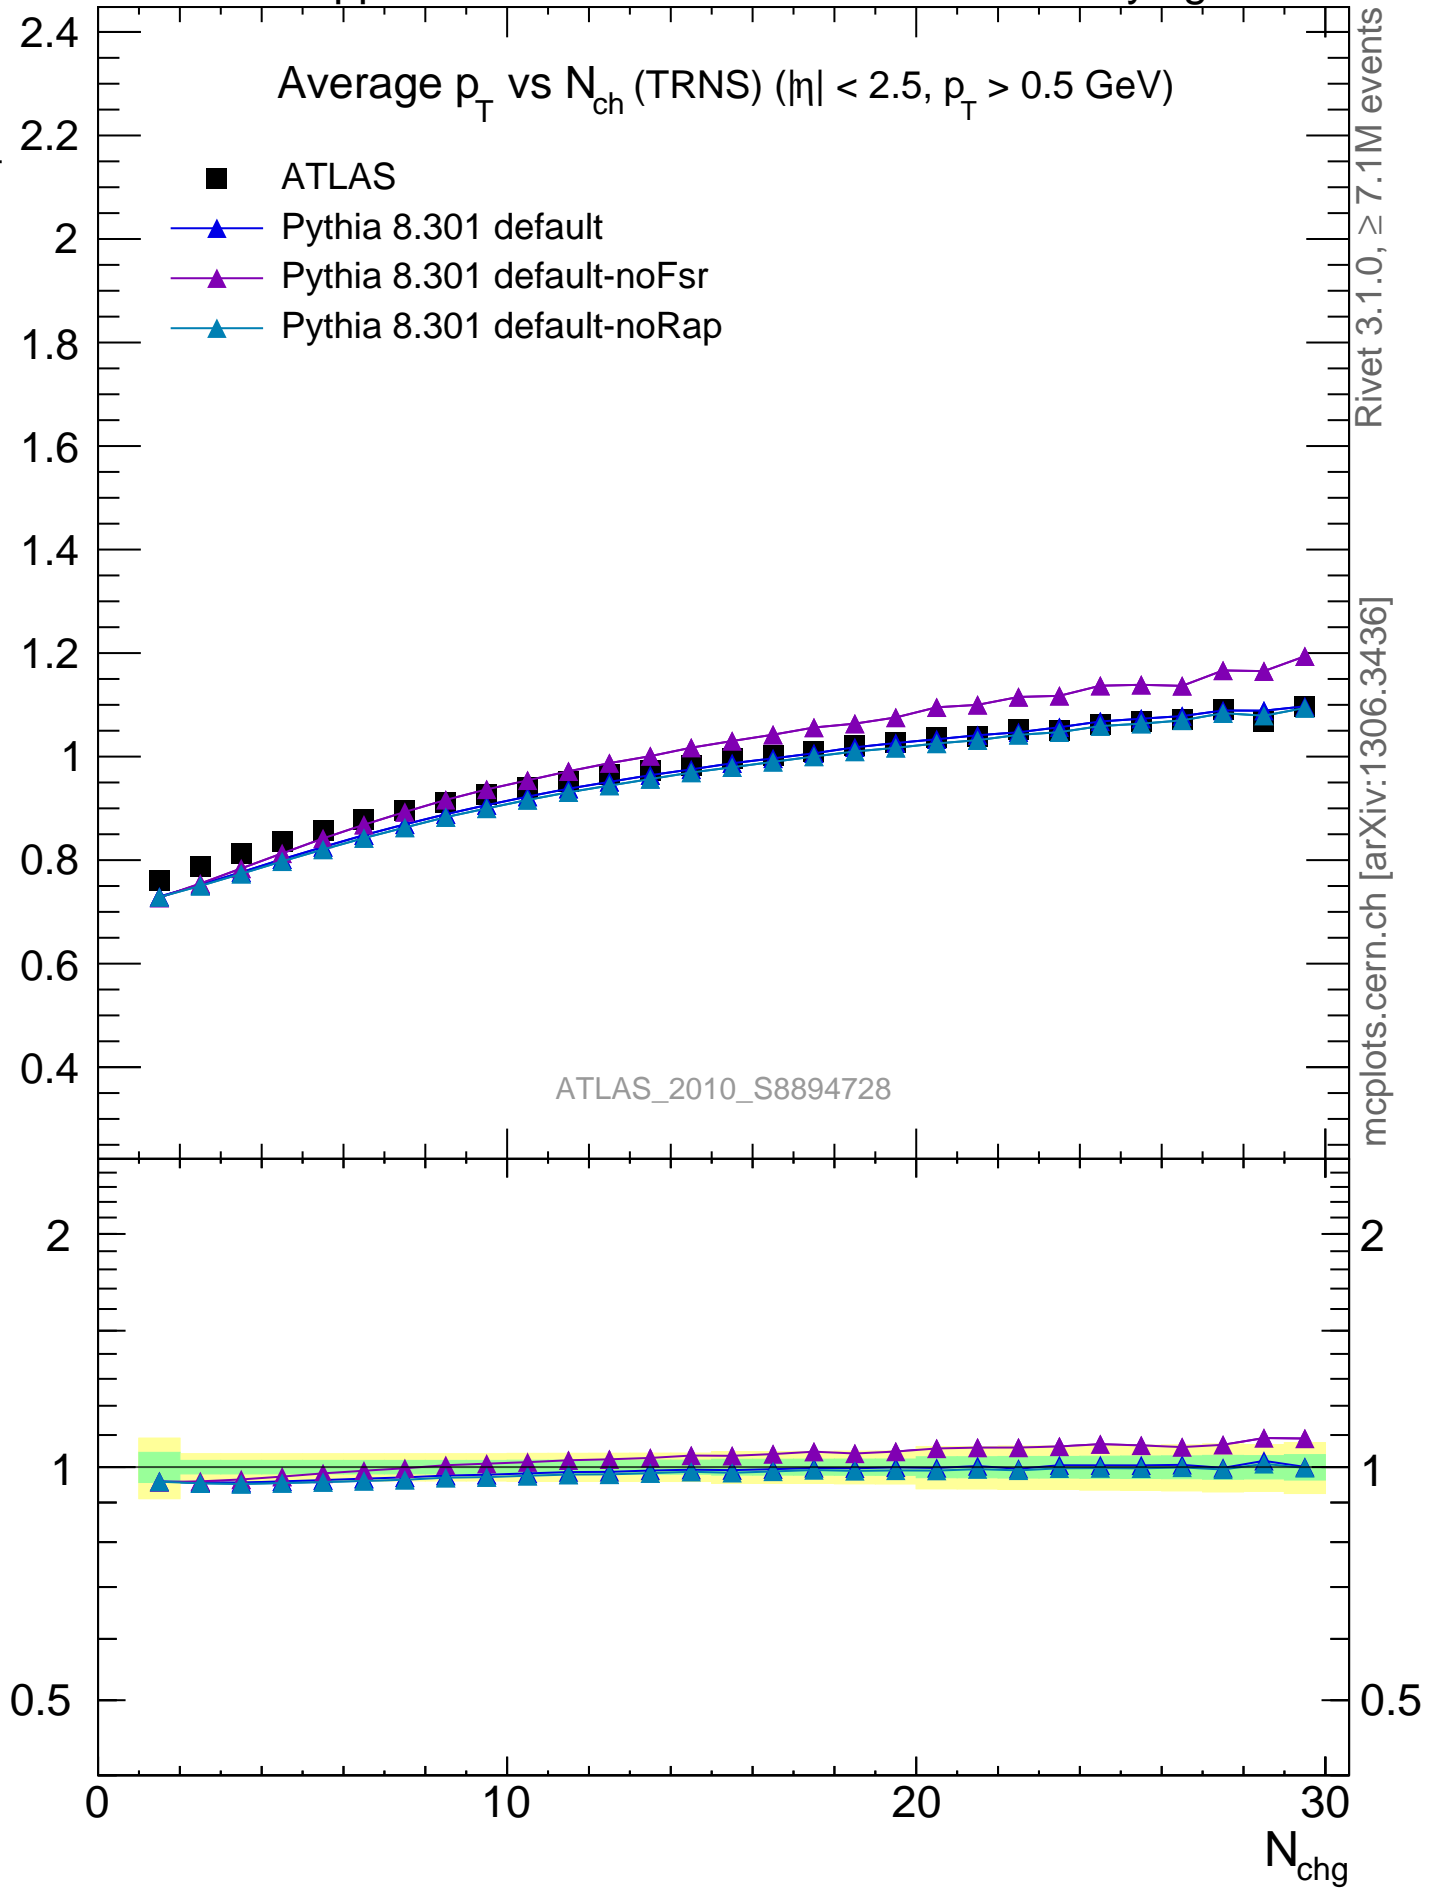 Average p_T vs N_ch (TRNS) (|η| < 2.5, p_T > 0.5 GeV)
ATLAS
Pythia 8.301 default
Pythia 8.301 default-noFsr
Pythia 8.301 default-noRap
2.4
2.2
2
1.8
1.6
1.4
1.2
1
0.8
0.6
0.4
ATLAS_2010_S8894728
Rivet 3.1.0, ≥ 7.1M events
mcplots.cern.ch [arXiv:1306.3436]
2
1
0.5
2
1
0.5
0
10
20
30
N_chg